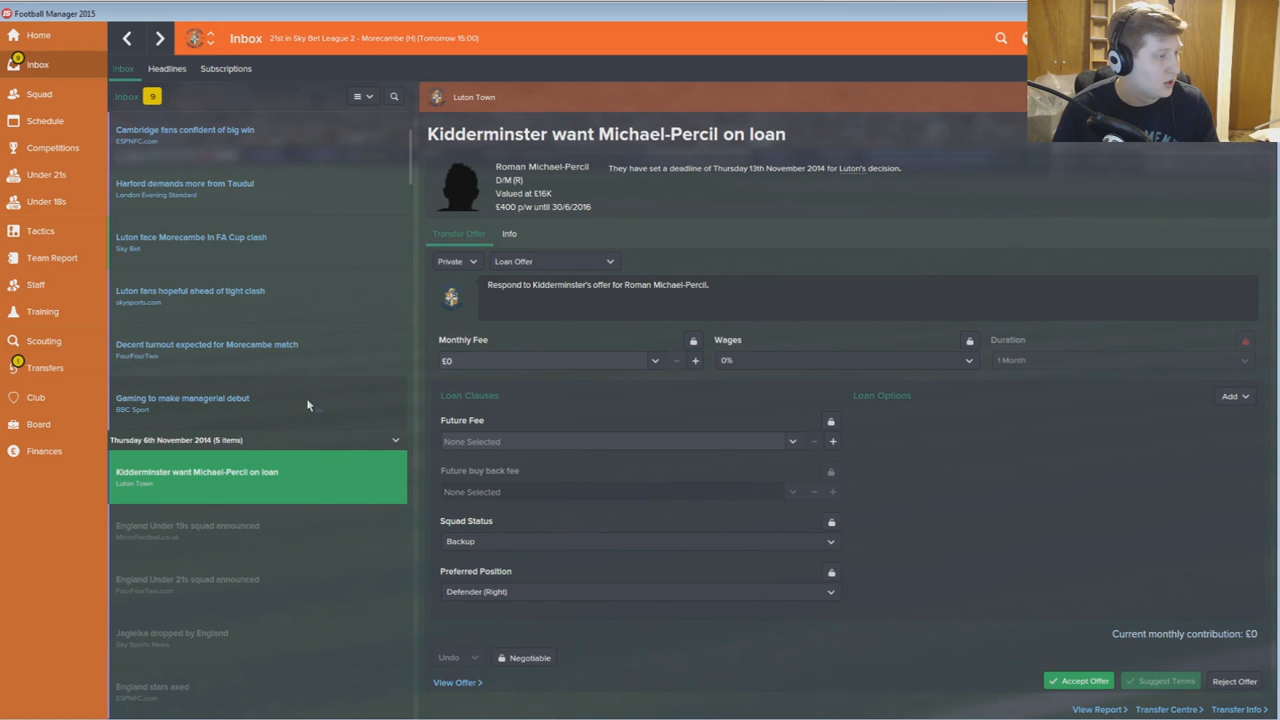 Football Manager 2015
Home
Inbox
Squad
Schedule
Competitions
Under 21s
Under 18s
Tactics
Team Report
Staff
Training
Scouting
Transfers
Club
Board
Finances
Inbox 21st in Sky Bet League 2 - Morecambe (H) (Tomorrow 15:00)
Inbox Headlines Subscriptions
Inbox 9
Cambridge fans confident of big win
ESPNFC.com
Harford demands more from Taudul
London Evening Standard
Luton face Morecambe in FA Cup clash
Sky Bet
Luton fans hopeful ahead of tight clash
skysports.com
Decent turnout expected for Morecambe match
FourFourTwo
Gaming to make managerial debut
BBC Sport
Thursday 6th November 2014 (5 items)
Kidderminster want Michael-Percil on loan
Luton Town
England Under 19s squad announced
MirrorFootball.co.uk
England Under 21s squad announced
FourFourTwo.com
Jagielka dropped by England
Sky Sports News
England stars axed
ESPNFC.com
Luton Town
Kidderminster want Michael-Percil on loan
Roman Michael-Percil
D/M (R)
Valued at £16K
£400 p/w until 30/6/2016
They have set a deadline of Thursday 13th November 2014 for Luton's decision.
Transfer Offer Info
Private Loan Offer
Respond to Kidderminster's offer for Roman Michael-Percil.
Monthly Fee Wages Duration
£0 0% 1 Month
Loan Clauses Loan Options Add
Future Fee
None Selected
Future buy back fee
None Selected
Squad Status
Backup
Preferred Position
Defender (Right)
Current monthly contribution: £0
Undo Negotiable
View Offer >
Accept Offer Suggest Terms Reject Offer
View Report > Transfer Centre > Transfer Info >